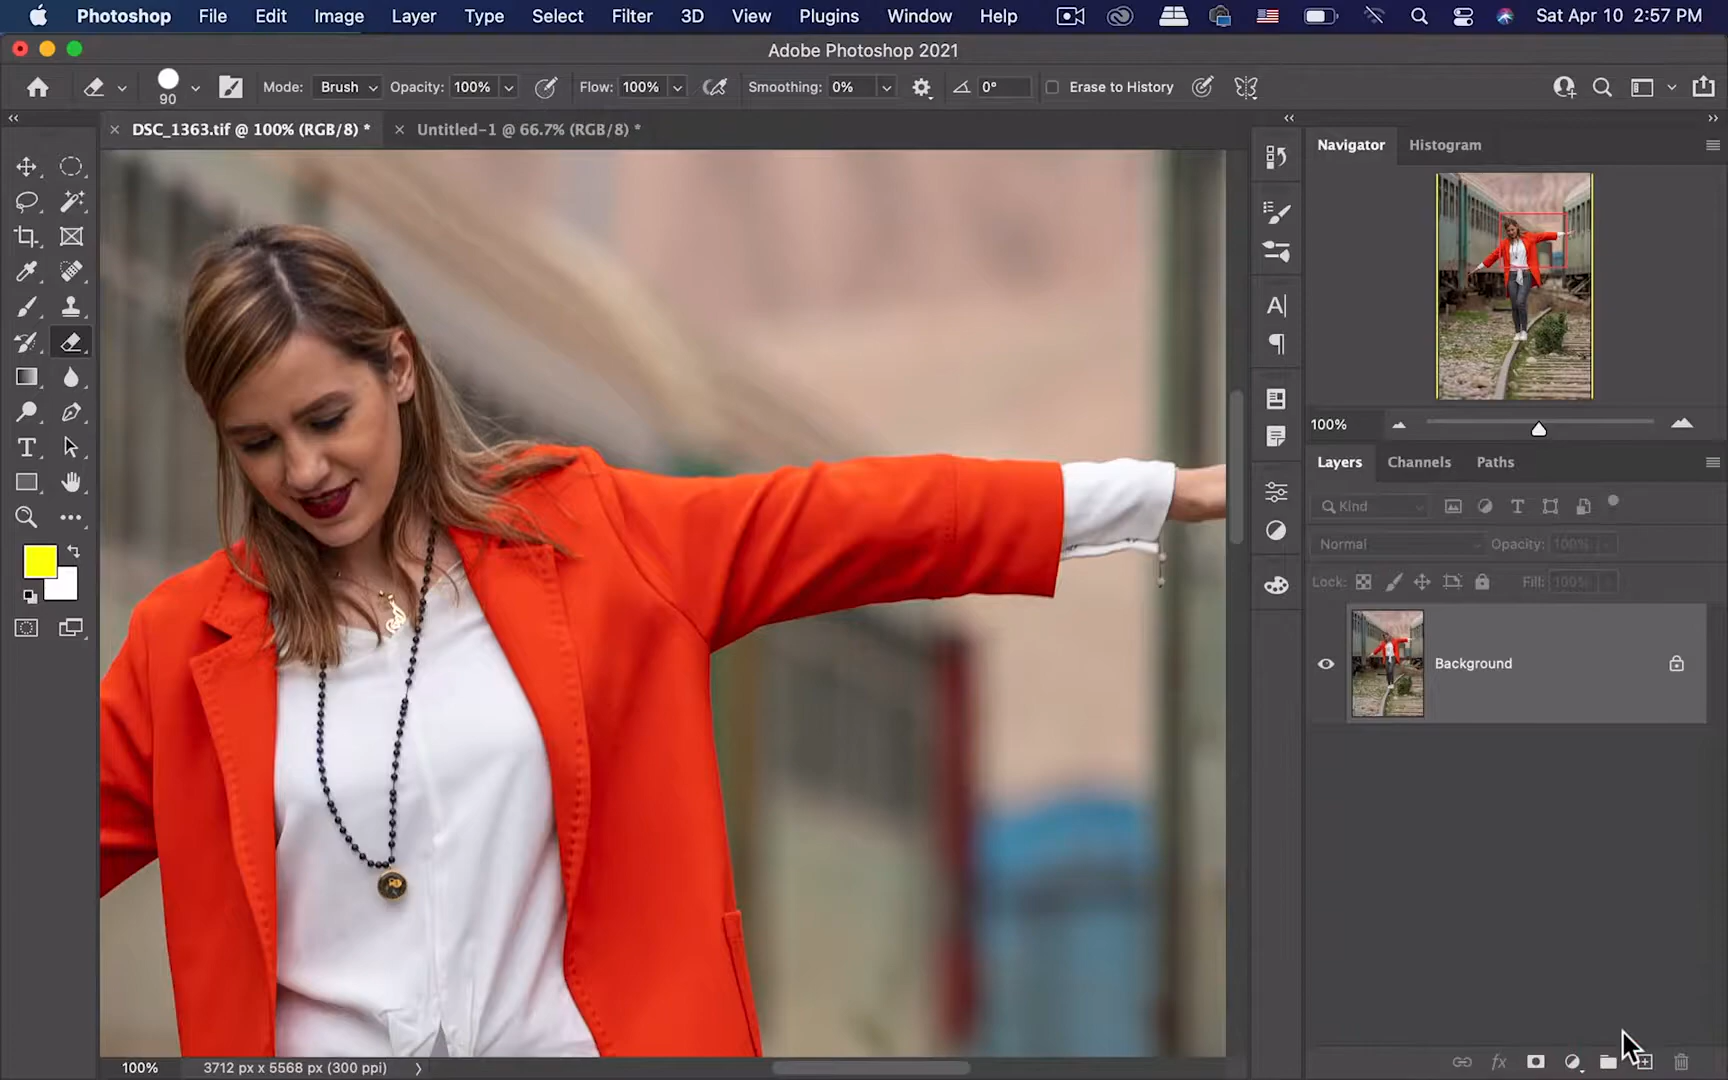 Photoshop File Edit Image Layer Type Select Filter 3D View Plugins Window Help Sat Apr 10 2:57 PM
Adobe Photoshop 2021
90 Mode: Brush Opacity: 100% Flow: 100% Smoothing: 0% 0° Erase to History
DSC_1363.tif @ 100% (RGB/8) * Untitled-1 @ 66.7% (RGB/8) *
Navigator Histogram
100%
Layers Channels Paths
Kind
Normal Opacity: 100%
Lock: Fill: 100%
Background
100% 3712 px x 5568 px (300 ppi)